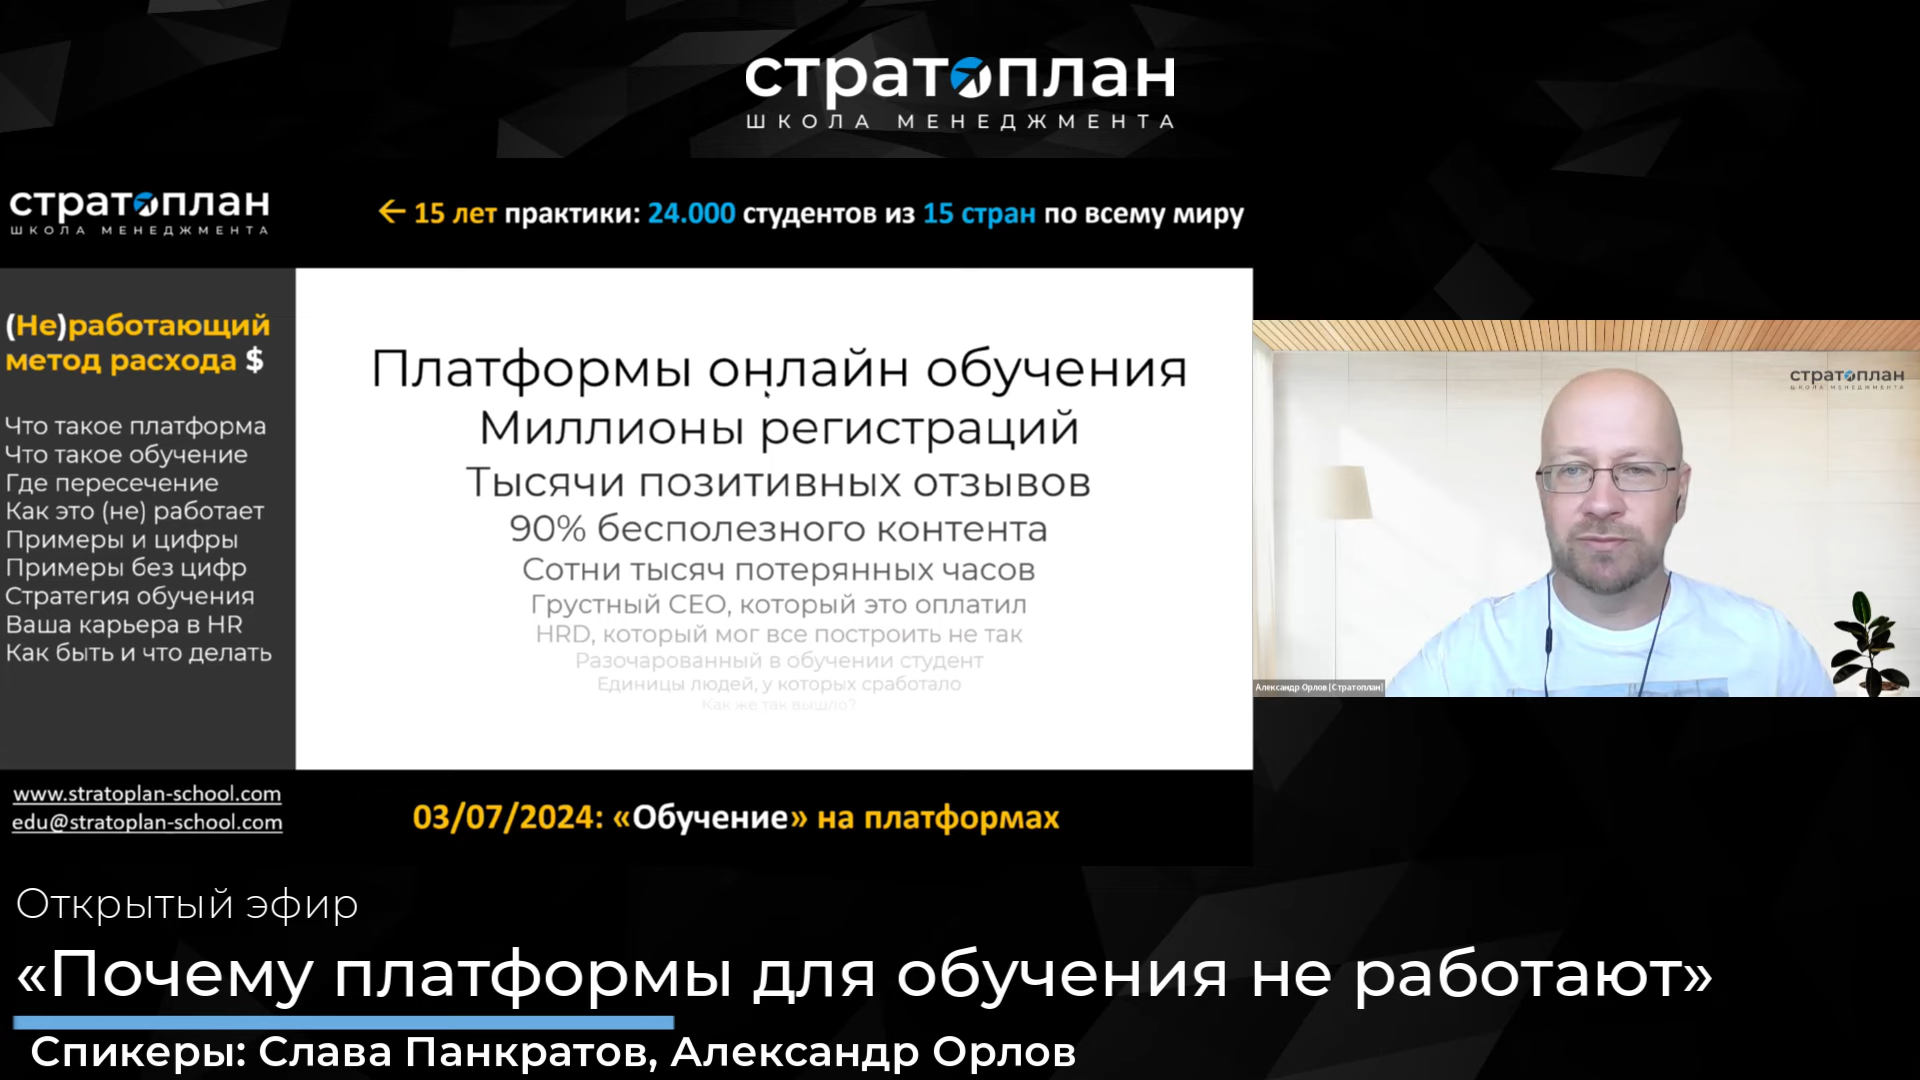 стратоплан
ШКОЛА МЕНЕДЖМЕНТА
стратоплан
ШКОЛА МЕНЕДЖМЕНТА
← 15 лет практики: 24.000 студентов из 15 стран по всему миру
(Не)работающий
метод расхода $
Что такое платформа
Что такое обучение
Где пересечение
Как это (не) работает
Примеры и цифры
Примеры без цифр
Стратегия обучения
Ваша карьера в HR
Как быть и что делать
Платформы онлайн обучения
Миллионы регистраций
Тысячи позитивных отзывов
90% бесполезного контента
Сотни тысяч потерянных часов
Грустный CEO, который это оплатил
HRD, который мог все построить не так
Разочарованный в обучении студент
Единицы людей, у которых сработало
Как же так вышло?
стратоплан
ШКОЛА МЕНЕДЖМЕНТА
Александр Орлов [Стратоплан]
www.stratoplan-school.com
edu@stratoplan-school.com
03/07/2024: «Обучение» на платформах
Открытый эфир
«Почему платформы для обучения не работают»
Спикеры: Слава Панкратов, Александр Орлов